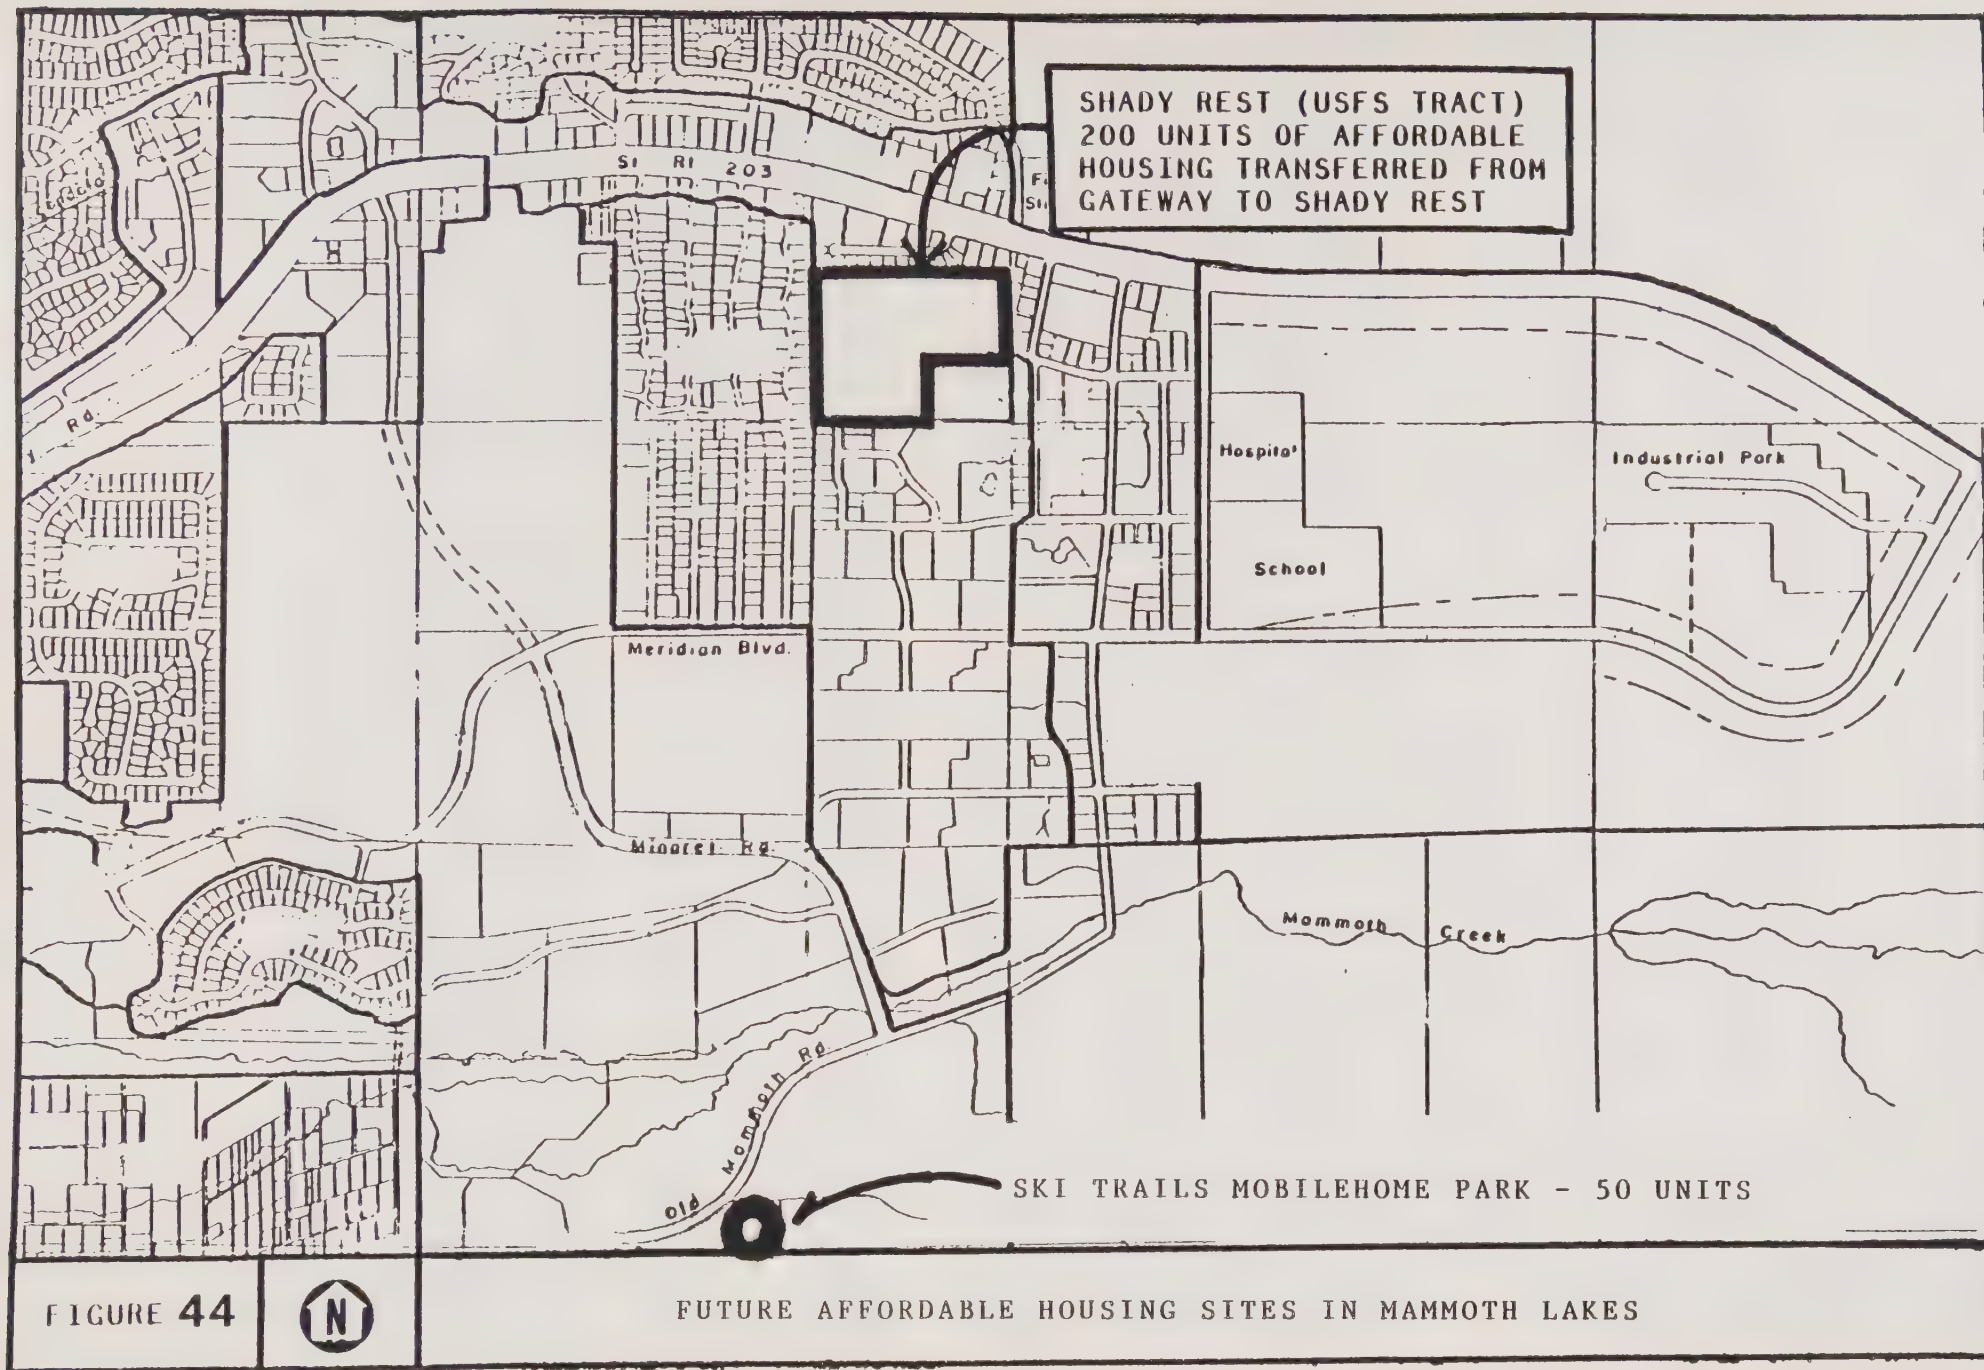 SHADY REST (USFS TRACT)
200 UNITS OF AFFORDABLE
HOUSING TRANSFERRED FROM
GATEWAY TO SHADY REST
St Rt 203
H
Rd.
Hospital
Industrial Park
School
Meridian Blvd.
Minaret Rd.
Mammoth Creek
Old Mammoth Rd.
SKI TRAILS MOBILEHOME PARK - 50 UNITS
FIGURE 44
N
FUTURE AFFORDABLE HOUSING SITES IN MAMMOTH LAKES